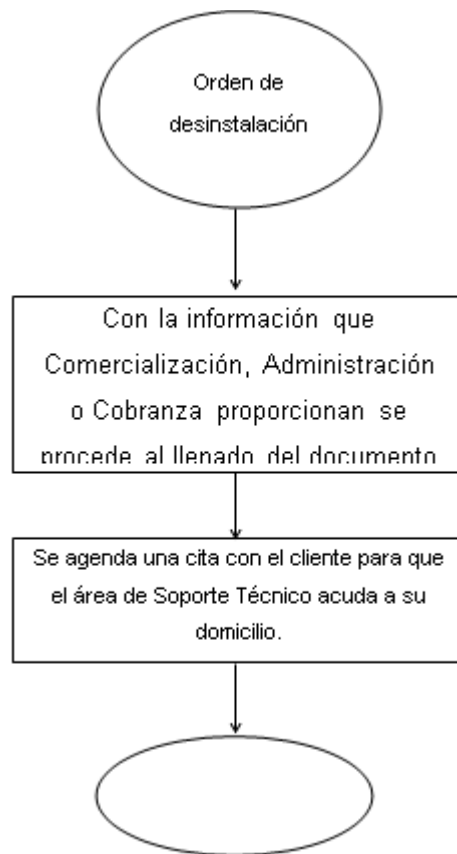 Orden de
desinstalación
Con la información que
Comercialización, Administración
o Cobranza proporcionan se
procede al llenado del documento
Se agenda una cita con el cliente para que
el área de Soporte Técnico acuda a su
domicilio.